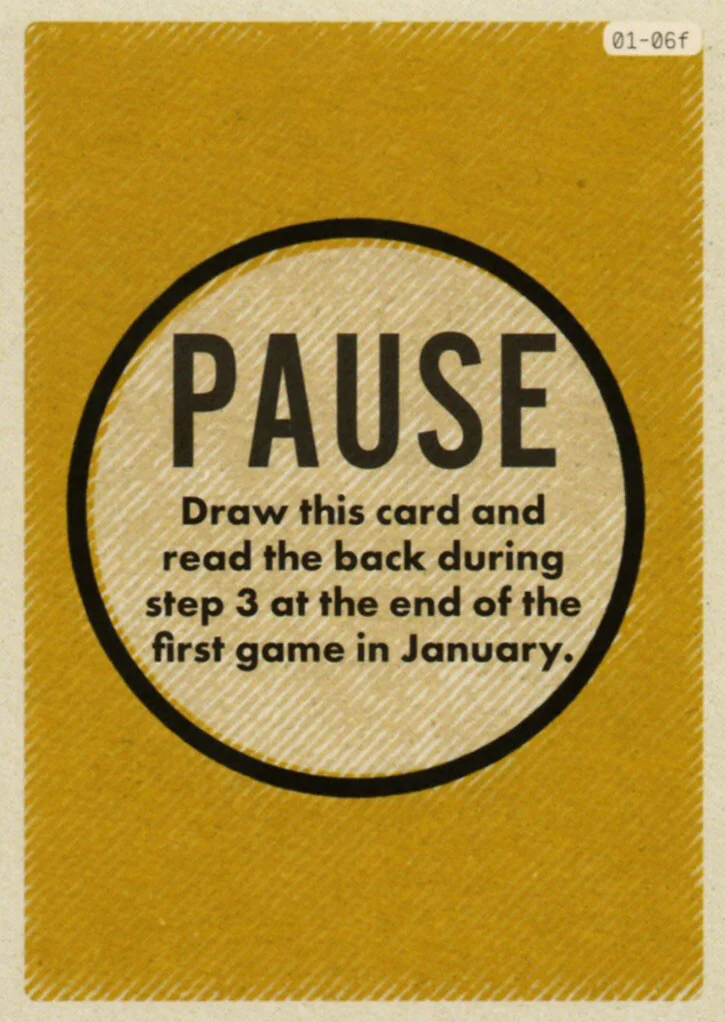 01-06f
PAUSE
Draw this card and
read the back during
step 3 at the end of the
first game in January.